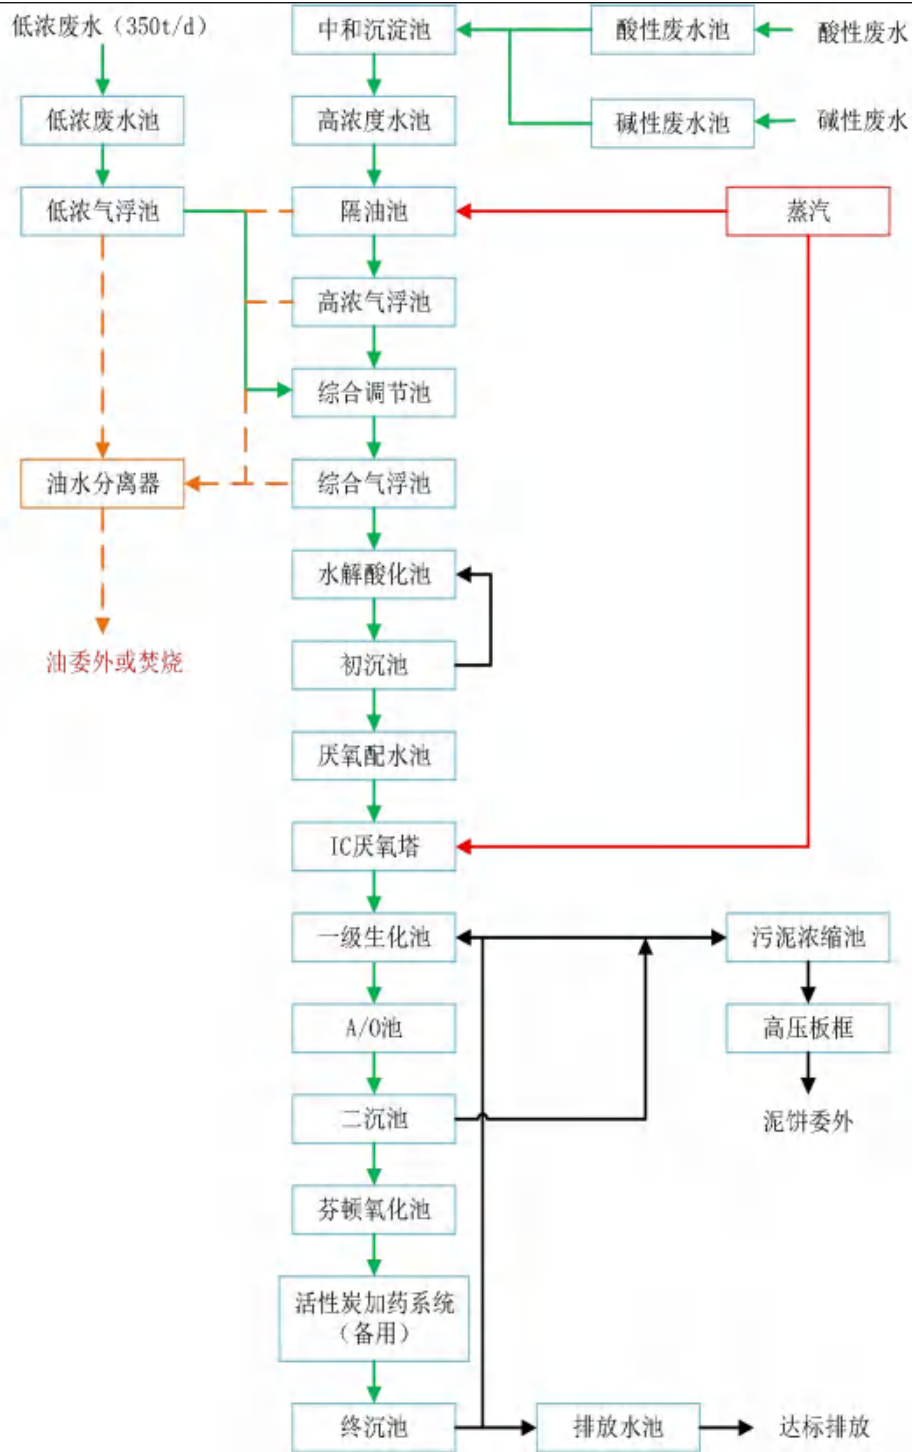 低浓废水（350t/d）
中和沉淀池
酸性废水池
酸性废水
低浓废水池
高浓度水池
碱性废水池
碱性废水
低浓气浮池
隔油池
蒸汽
高浓气浮池
综合调节池
油水分离器
综合气浮池
水解酸化池
油委外或焚烧
初沉池
厌氧配水池
IC厌氧塔
一级生化池
污泥浓缩池
A/O池
高压板框
二沉池
泥饼委外
芬顿氧化池
活性炭加药系统
（备用）
终沉池
排放水池
达标排放